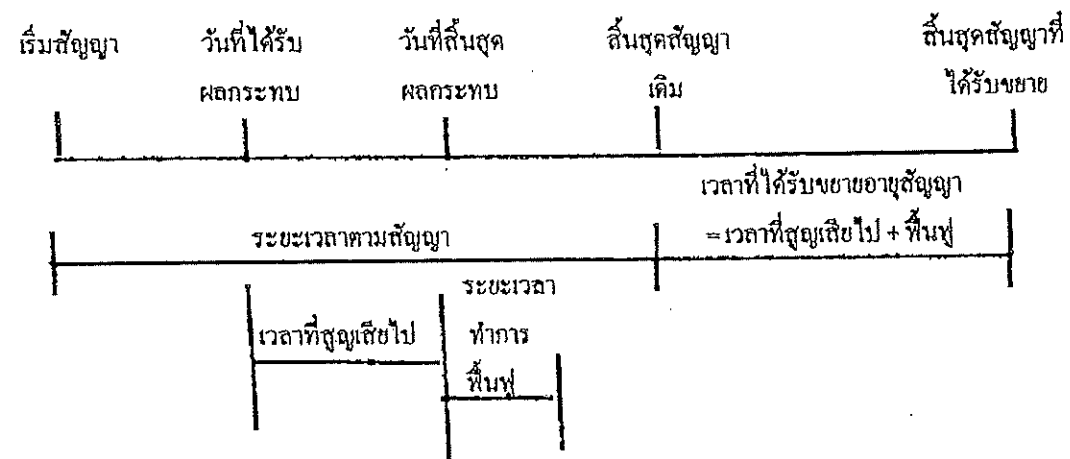 เริ่มสัญญา
วันที่ได้รับ
ผลกระทบ
วันที่สิ้นสุด
ผลกระทบ
สิ้นสุดสัญญา
เดิม
สิ้นสุดสัญญาที่
ได้รับขยาย
เวลาที่ได้รับขยายอายุสัญญา
=เวลาที่สูญเสียไป + ฟื้นฟู
ระยะเวลาตามสัญญา
เวลาที่สูญเสียไป
ระยะเวลา
ทำการ
ฟื้นฟู